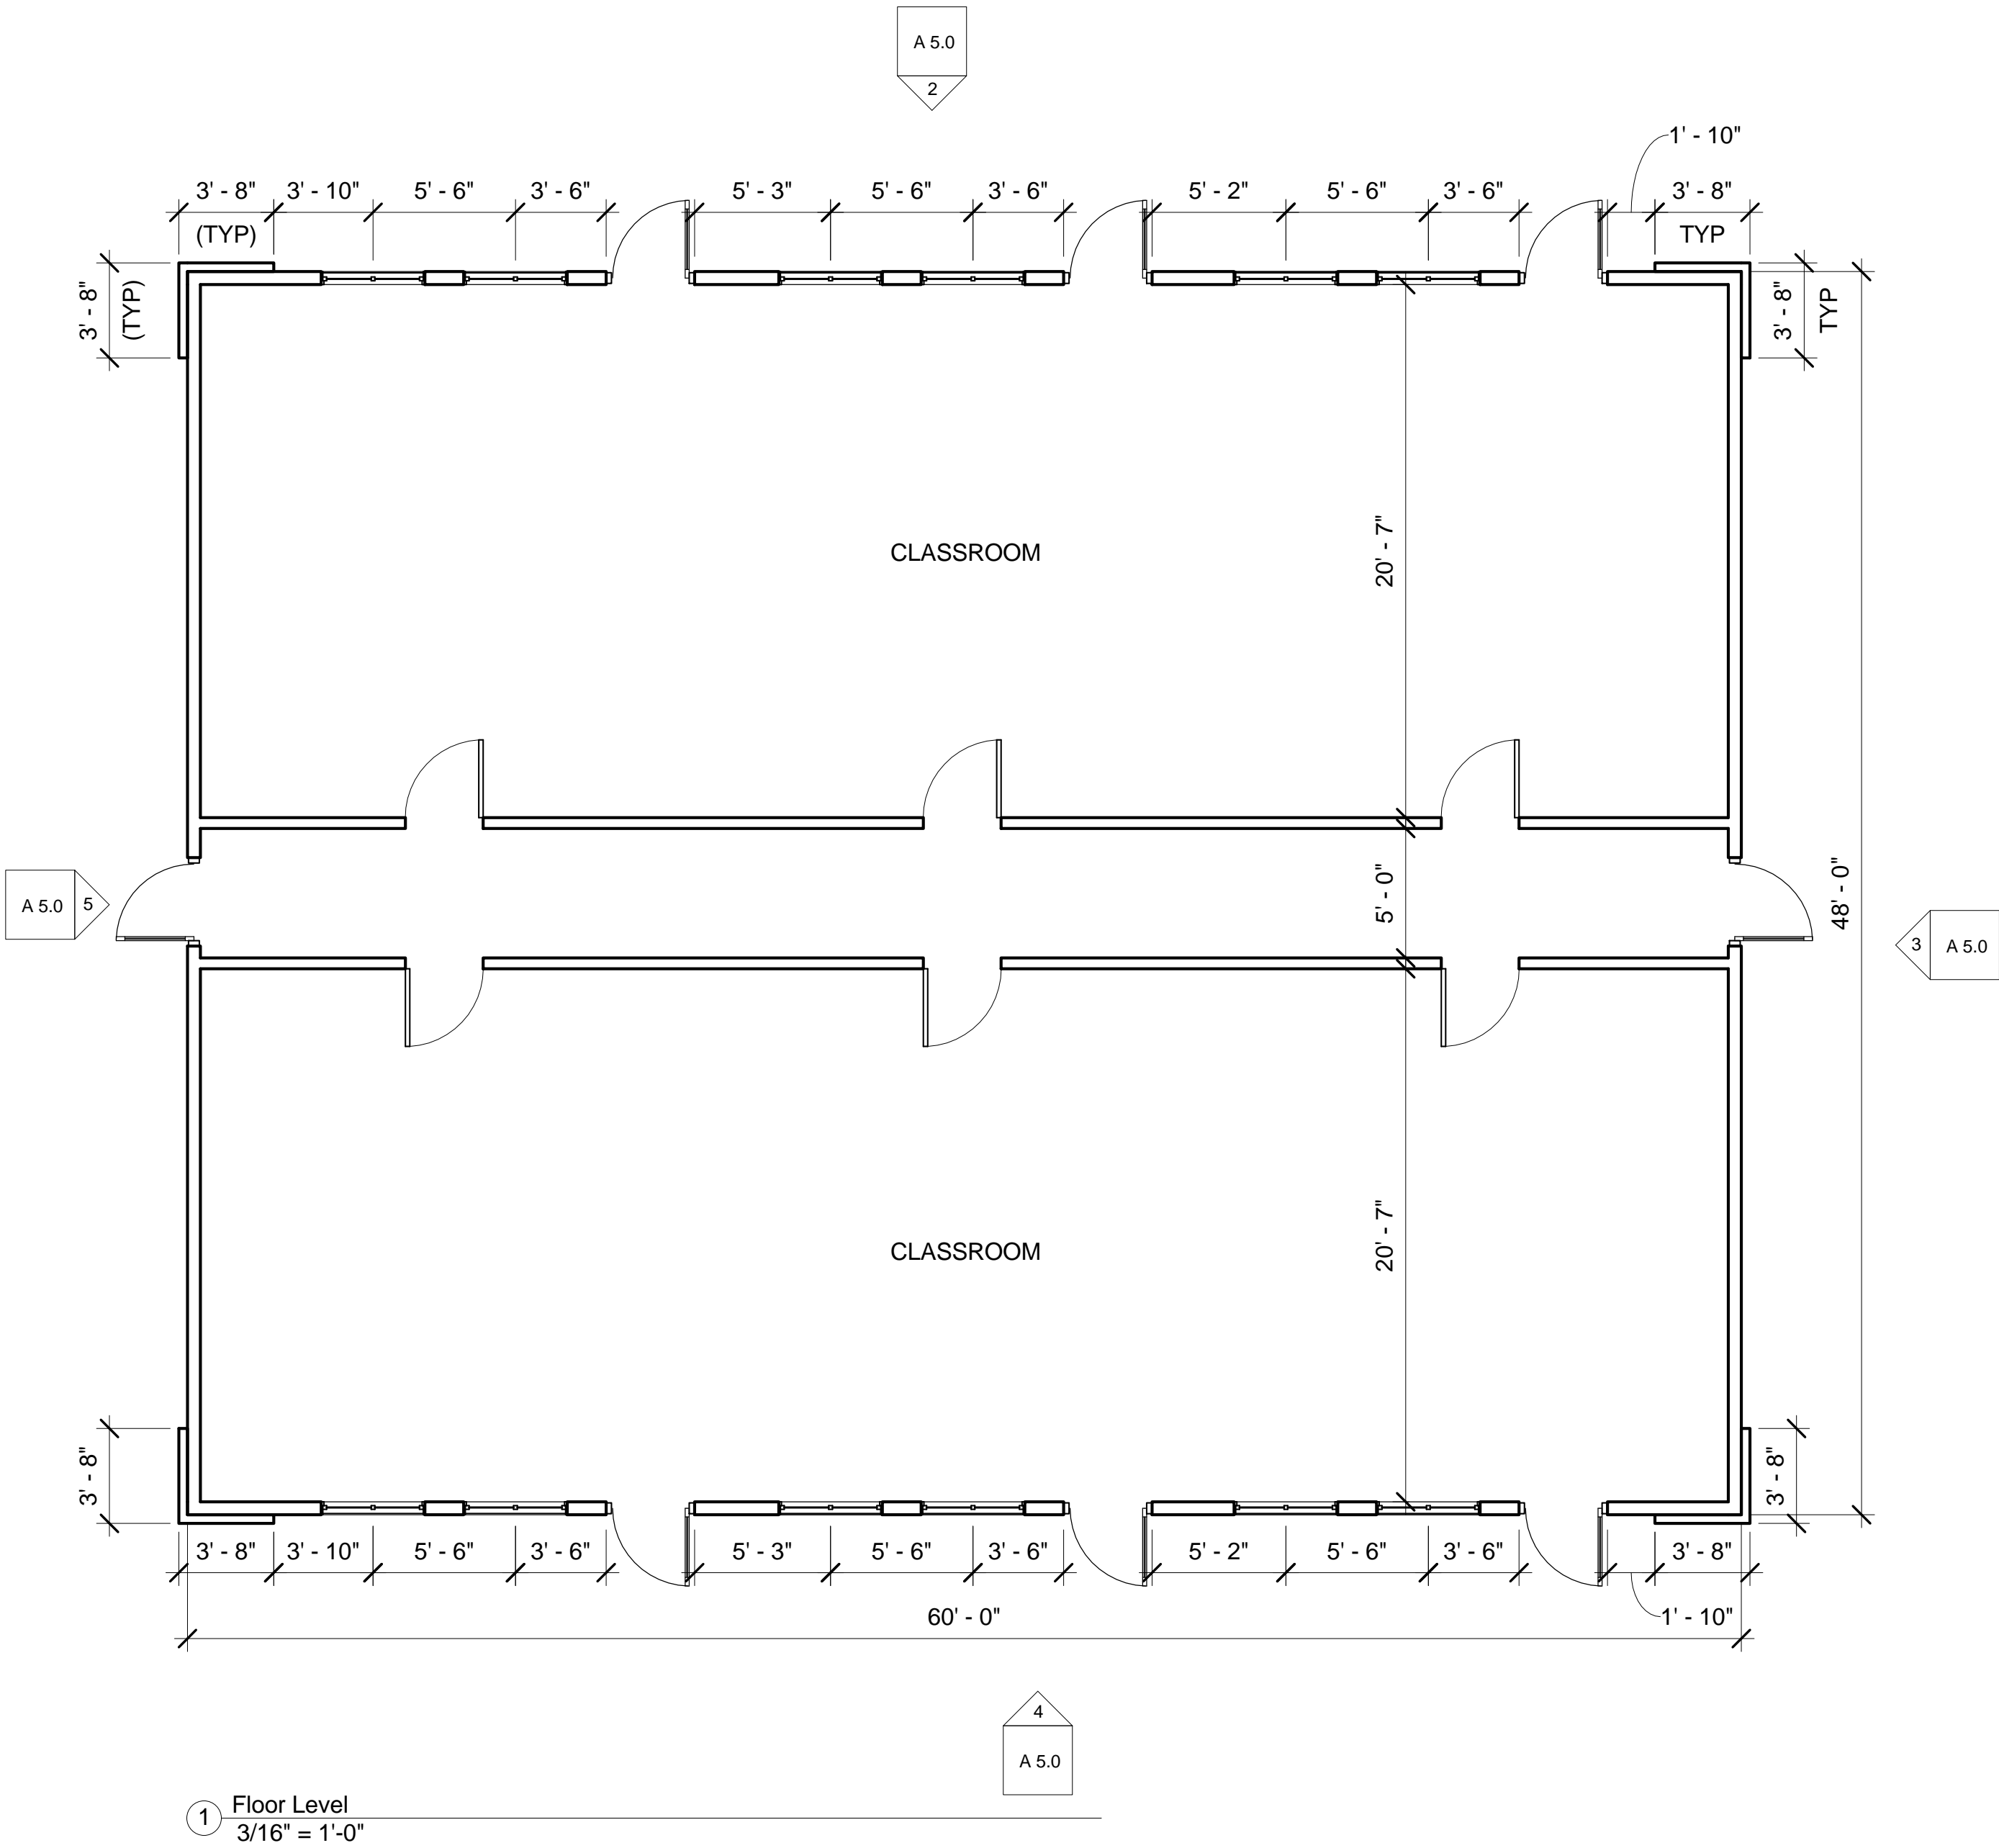 A 5.0
2
1' - 10"
3' - 8" 3' - 10" 5' - 6" 3' - 6" 5' - 3" 5' - 6" 3' - 6" 5' - 2" 5' - 6" 3' - 6" 3' - 8"
(TYP) TYP
3' - 8"
(TYP)
3' - 8"
TYP
20' - 7"
CLASSROOM
5' - 0"
48' - 0"
A 5.0 5
3 A 5.0
20' - 7"
CLASSROOM
3' - 8"
3' - 8"
3' - 8" 3' - 10" 5' - 6" 3' - 6" 5' - 3" 5' - 6" 3' - 6" 5' - 2" 5' - 6" 3' - 6" 3' - 8"
60' - 0" 1' - 10"
4
A 5.0
1 Floor Level
3/16" = 1'-0"